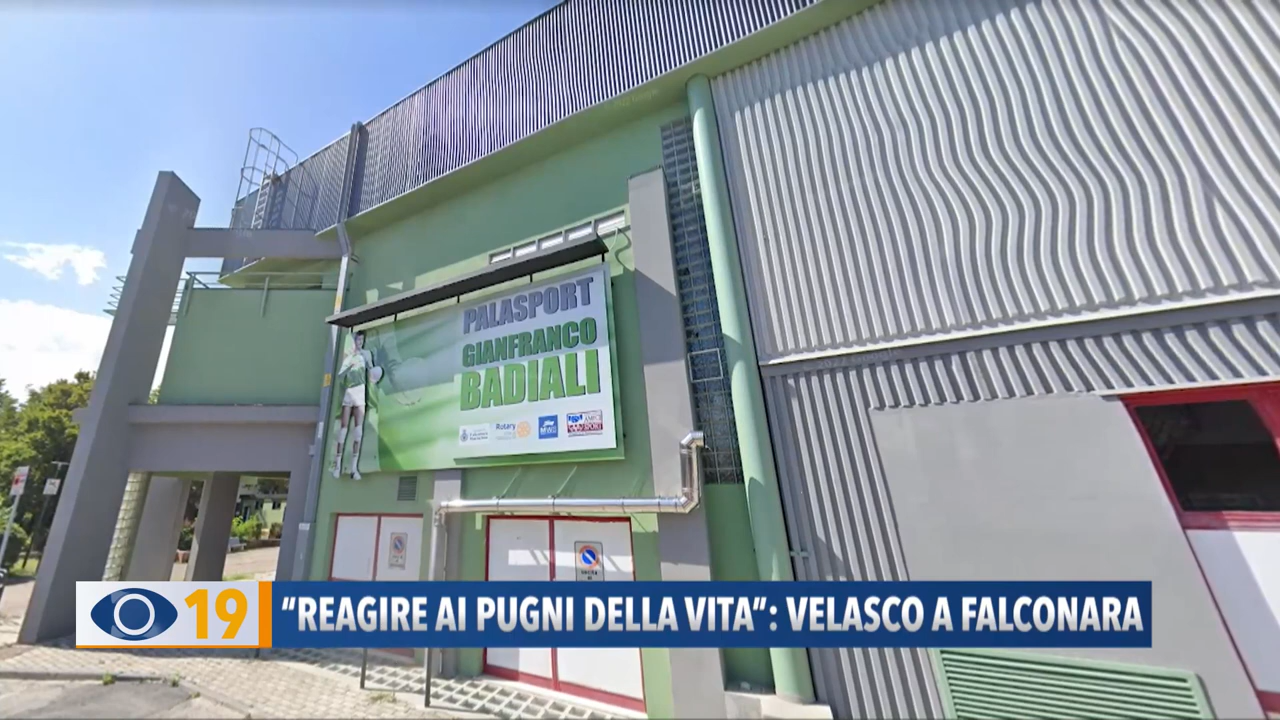 PALASPORT
GIANFRANCO
BADIALI
Rotary
19
“REAGIRE AI PUGNI DELLA VITA”: VELASCO A FALCONARA